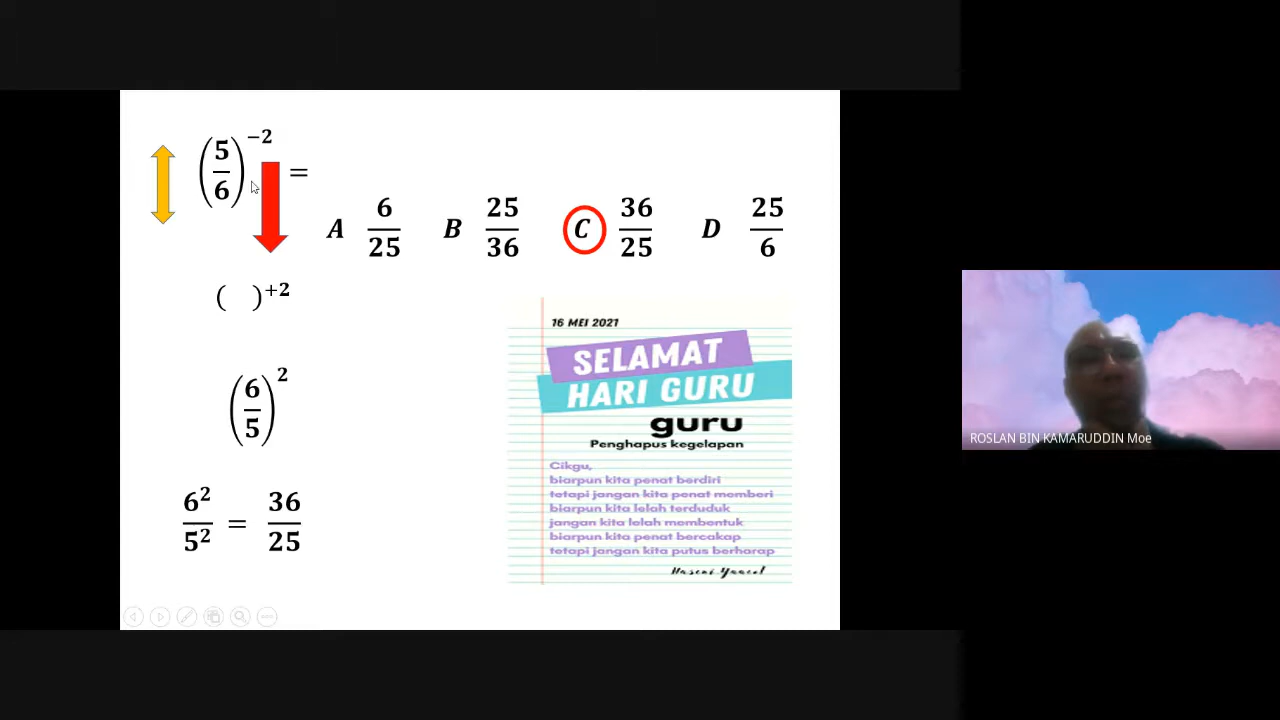 (5/6)^−2 =
A 6/25 B 25/36 C 36/25 D 25/6
( )^+2
(6/5)^2
6^2/5^2 = 36/25
16 MEI 2021
SELAMAT
HARI GURU
guru
Penghapus kegelapan
Cikgu,
biarpun kita penat berdiri
tetapi jangan kita penat memberi
biarpun kita lelah terduduk
jangan kita lelah membentuk
biarpun kita penat bercakap
tetapi jangan kita putus berharap
ROSLAN BIN KAMARUDDIN Moe